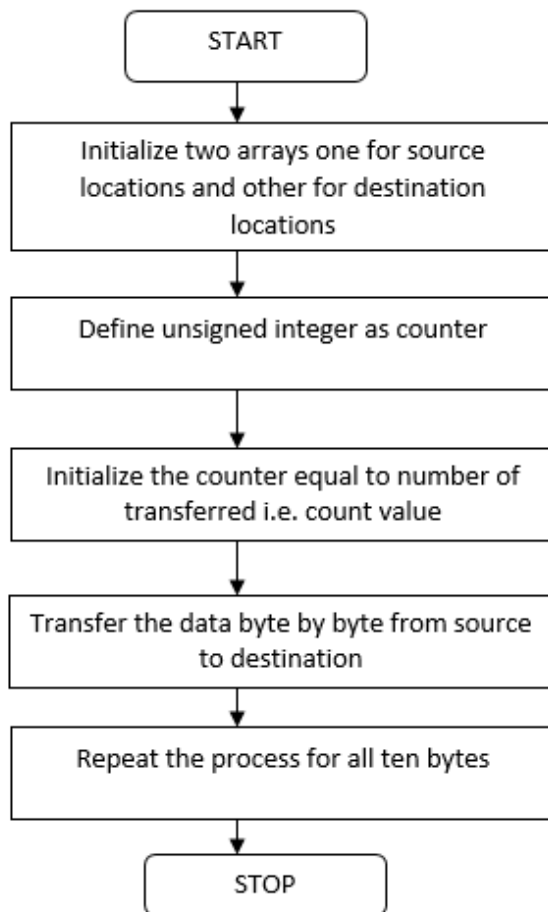 START
Initialize two arrays one for source
locations and other for destination
locations
Define unsigned integer as counter
Initialize the counter equal to number of
transferred i.e. count value
Transfer the data byte by byte from source
to destination
Repeat the process for all ten bytes
STOP